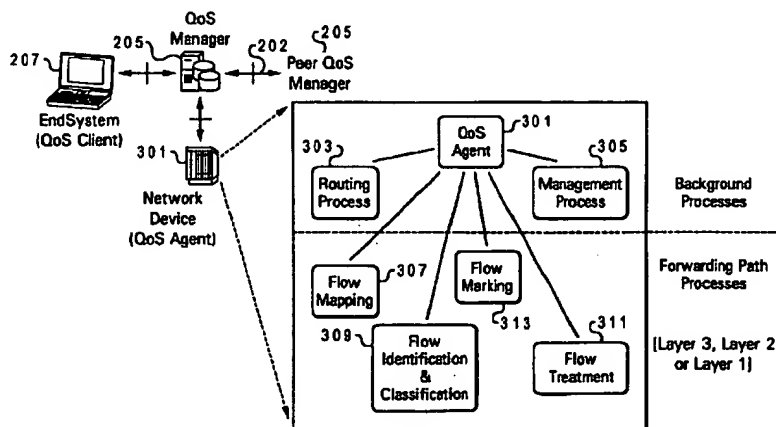 QoS
Manager
205
202
205
207
Peer QoS
Manager
EndSystem
(QoS Client)
301
Network
Device
(QoS Agent)
QoS
Agent
301
303
Routing
Process
305
Management
Process
Background
Processes
Flow
Mapping
307
Flow
Marking
313
Forwarding Path
Processes
309
Flow
Identification
&
Classification
311
Flow
Treatment
[Layer 3, Layer 2
or Layer 1]